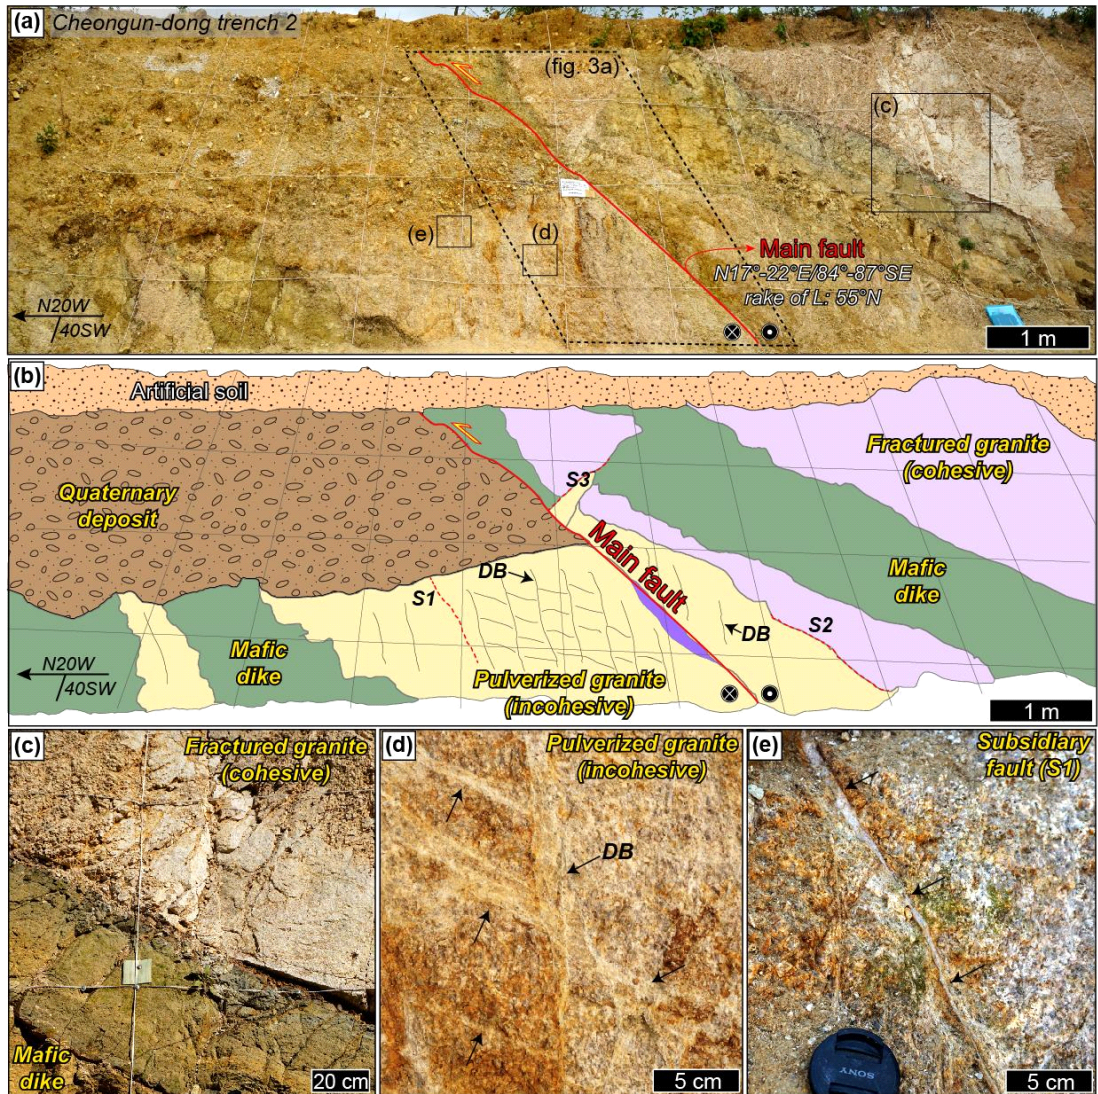 (a) Cheongun-dong trench 2
(fig. 3a)
(c)
(e)
(d)
Main fault
N17°-22°E/84°-87°SE
rake of L: 55°N
N20W
/40SW
1 m
(b)
Artificial soil
Fractured granite
(cohesive)
S3
Quaternary
deposit
Main fault
Mafic
dike
DB
S1
DB
S2
Mafic
dike
N20W
/40SW
Pulverized granite
(incohesive)
1 m
(c) Fractured granite
(cohesive)
Mafic
dike
20 cm
(d) Pulverized granite
(incohesive)
DB
5 cm
(e) Subsidiary
fault (S1)
SONY
5 cm